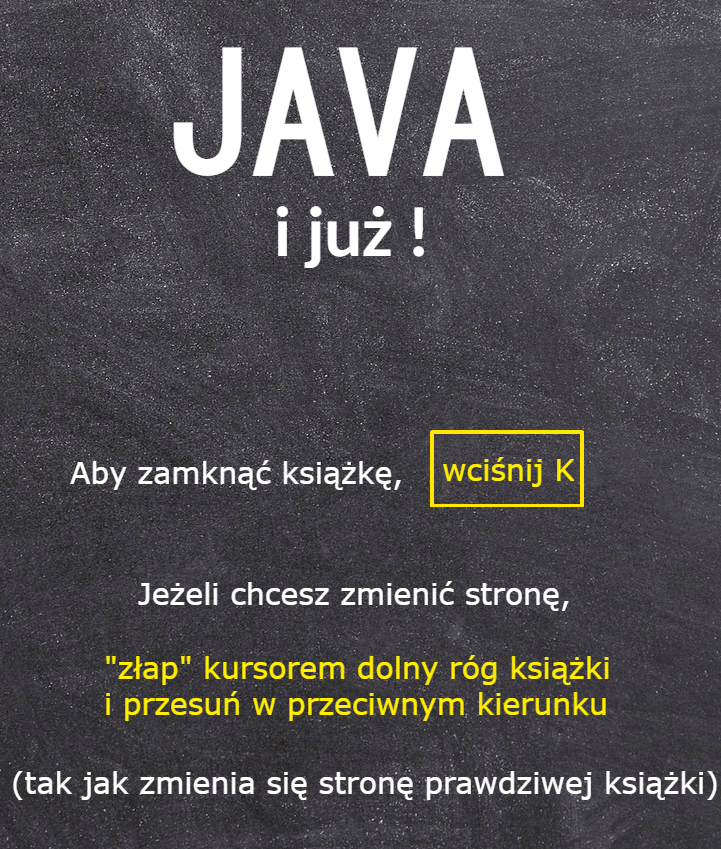 JAVA
i już !
Aby zamknąć książkę, wciśnij K
Jeżeli chcesz zmienić stronę,
"złap" kursorem dolny róg książki
i przesuń w przeciwnym kierunku
(tak jak zmienia się stronę prawdziwej książki)